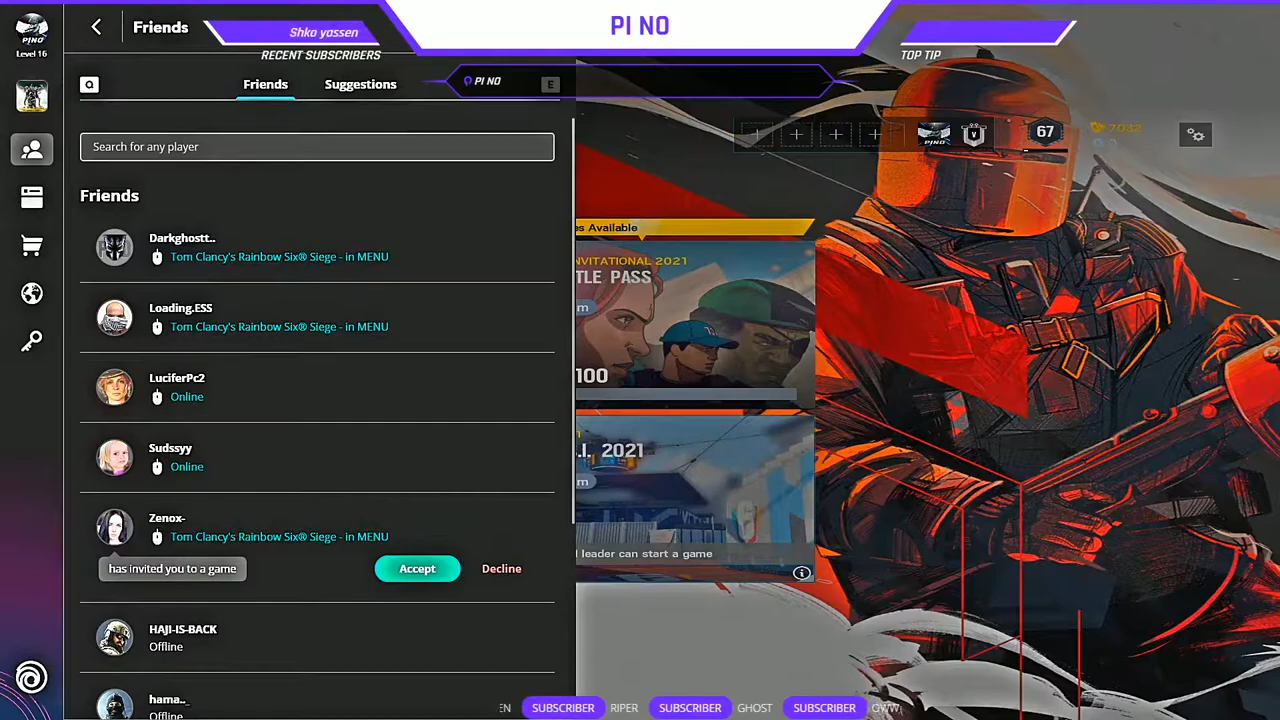 PI NO
Shko yassen
RECENT SUBSCRIBERS
TOP TIP
PINO
Level 16
Friends
Q
Friends
Suggestions
PI NO
E
Search for any player
PINO
V
67
7032
Friends
Darkghostt..
Tom Clancy's Rainbow Six® Siege - in MENU
Loading.ESS
Tom Clancy's Rainbow Six® Siege - in MENU
LuciferPc2
Online
Sudssyy
Online
Zenox-
Tom Clancy's Rainbow Six® Siege - in MENU
has invited you to a game
Accept
Decline
HAJI-IS-BACK
Offline
hama..
Offline
es Available
NVITATIONAL 2021
TLE PASS
m
100
.I. 2021
m
l leader can start a game
EN
SUBSCRIBER
RIPER
SUBSCRIBER
GHOST
SUBSCRIBER